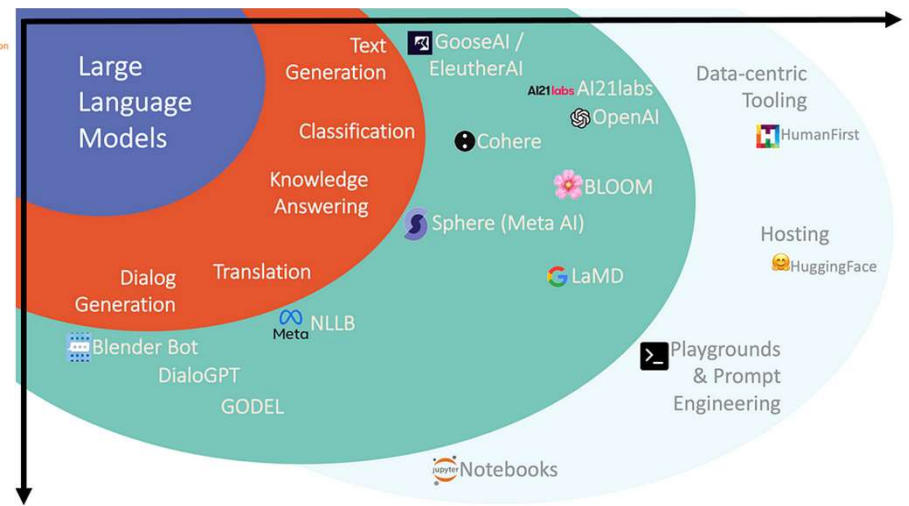 on
Large
Language
Models
Text
Generation
Classification
Knowledge
Answering
Translation
Dialog
Generation
GooseAI /
EleutherAI
AI21labs AI21labs
OpenAI
Cohere
BLOOM
Sphere (Meta AI)
LaMD
Meta NLLB
Blender Bot
DialoGPT
GODEL
Data-centric
Tooling
HumanFirst
Hosting
HuggingFace
Playgrounds
& Prompt
Engineering
jupyter Notebooks